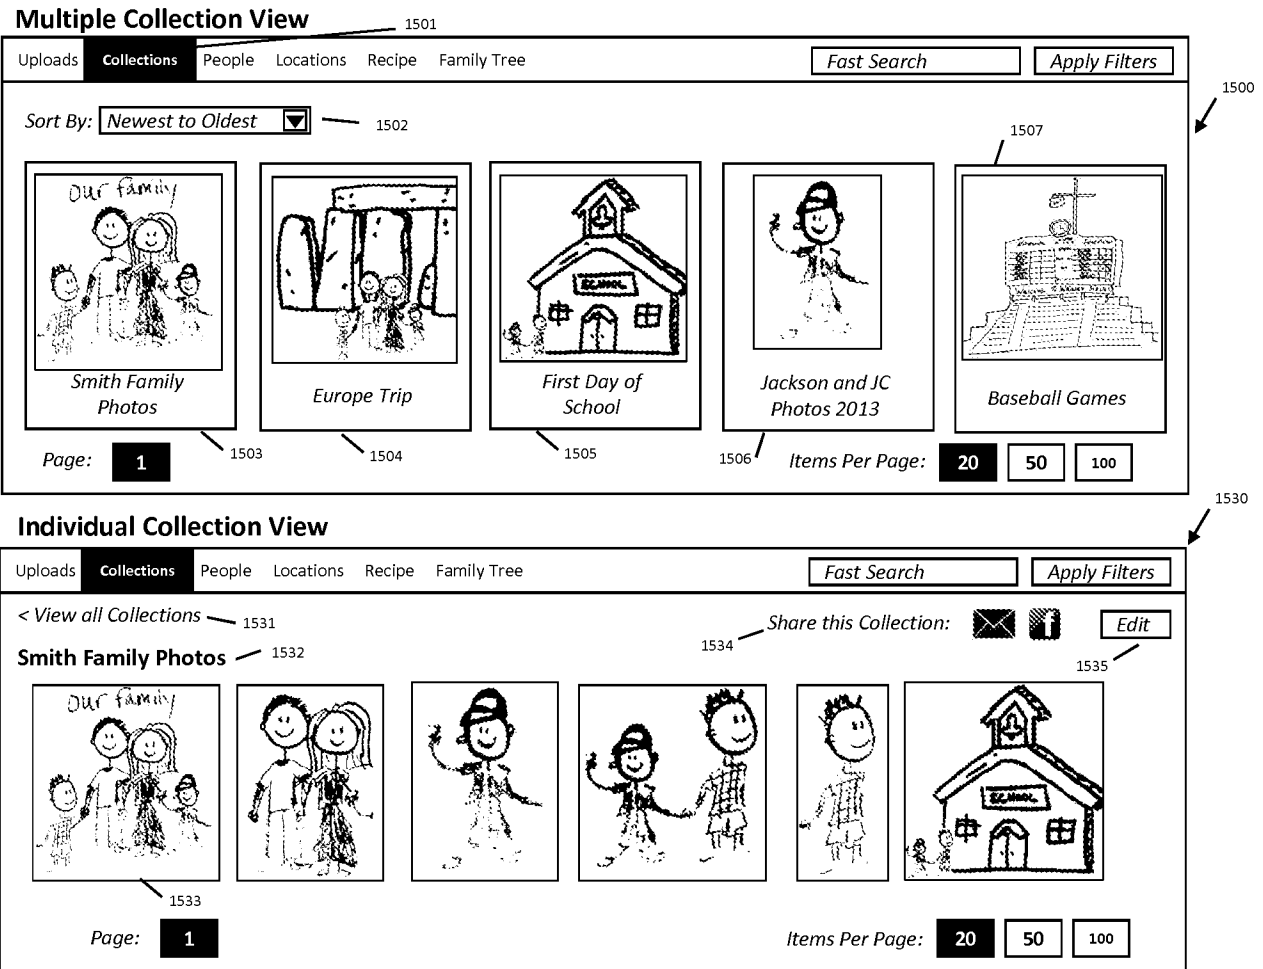 Multiple Collection View
1501
Uploads Collections People Locations Recipe Family Tree Fast Search Apply Filters
1500
Sort By: Newest to Oldest
1502
1507
our family
SCHOOL
Smith Family
Photos
Europe Trip
First Day of
School
Jackson and JC
Photos 2013
Baseball Games
1503
1504
1505
1506
Page: 1
Items Per Page: 20 50 100
1530
Individual Collection View
Uploads Collections People Locations Recipe Family Tree Fast Search Apply Filters
< View all Collections
1531
1534
Share this Collection: f Edit
1535
Smith Family Photos
1532
our family
SCHOOL
1533
Page: 1
Items Per Page: 20 50 100